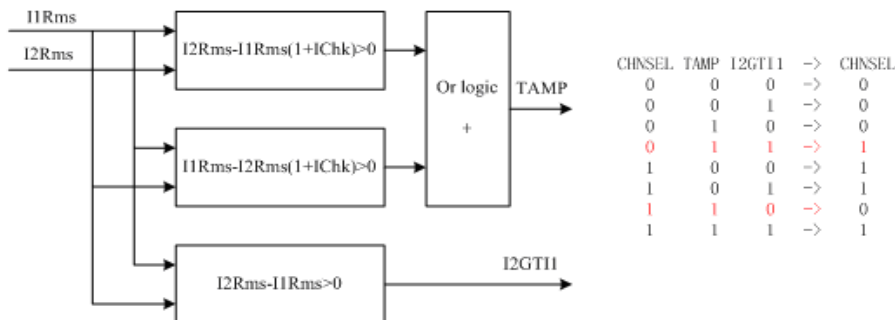 I1Rms
I2Rms
I2Rms-I1Rms(1+IChk)>0
I1Rms-I2Rms(1+IChk)>0
I2Rms-I1Rms>0
Or logic
+
TAMP
I2GTI1
CHNSEL TAMP I2GTI1 -> CHNSEL
0 0 0 -> 0
0 0 1 -> 0
0 1 0 -> 0
0 1 1 -> 1
1 0 0 -> 1
1 0 1 -> 1
1 1 0 -> 0
1 1 1 -> 1